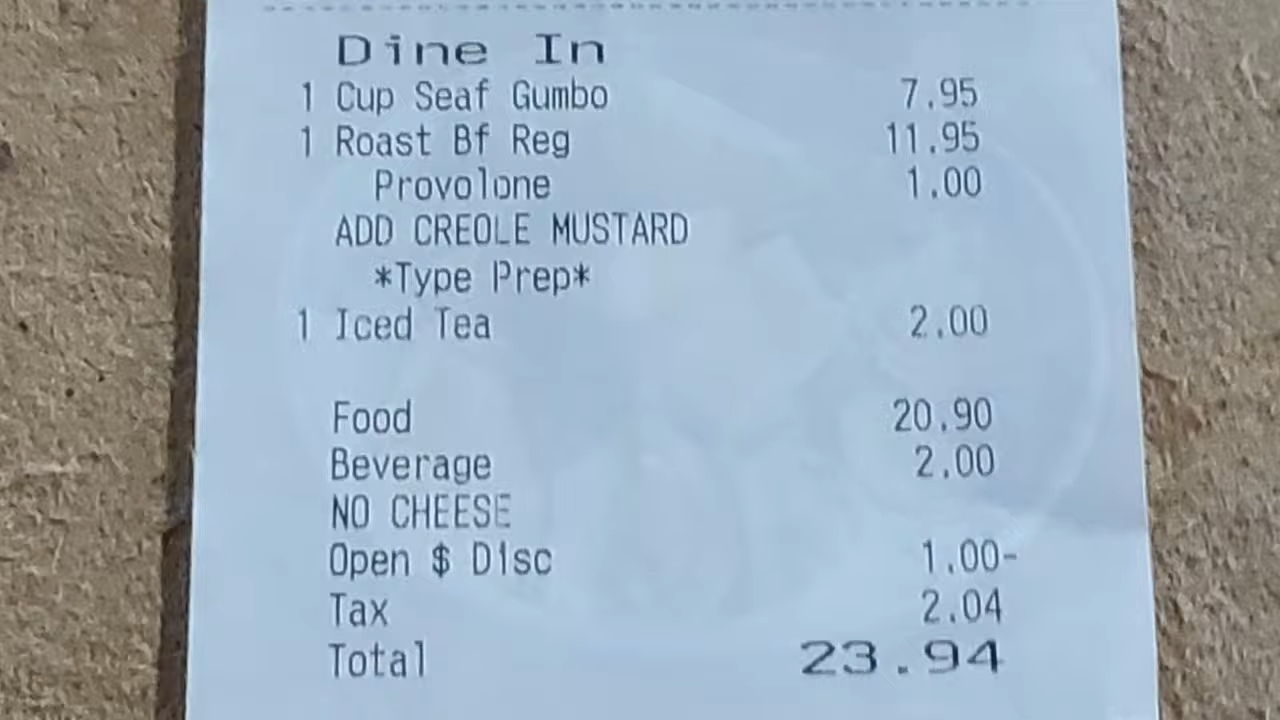 Dine In
1 Cup Seaf Gumbo 7.95
1 Roast Bf Reg 11.95
Provolone 1.00
ADD CREOLE MUSTARD
*Type Prep*
1 Iced Tea 2.00
Food 20.90
Beverage 2.00
NO CHEESE
Open $ Disc 1.00-
Tax 2.04
Total 23.94